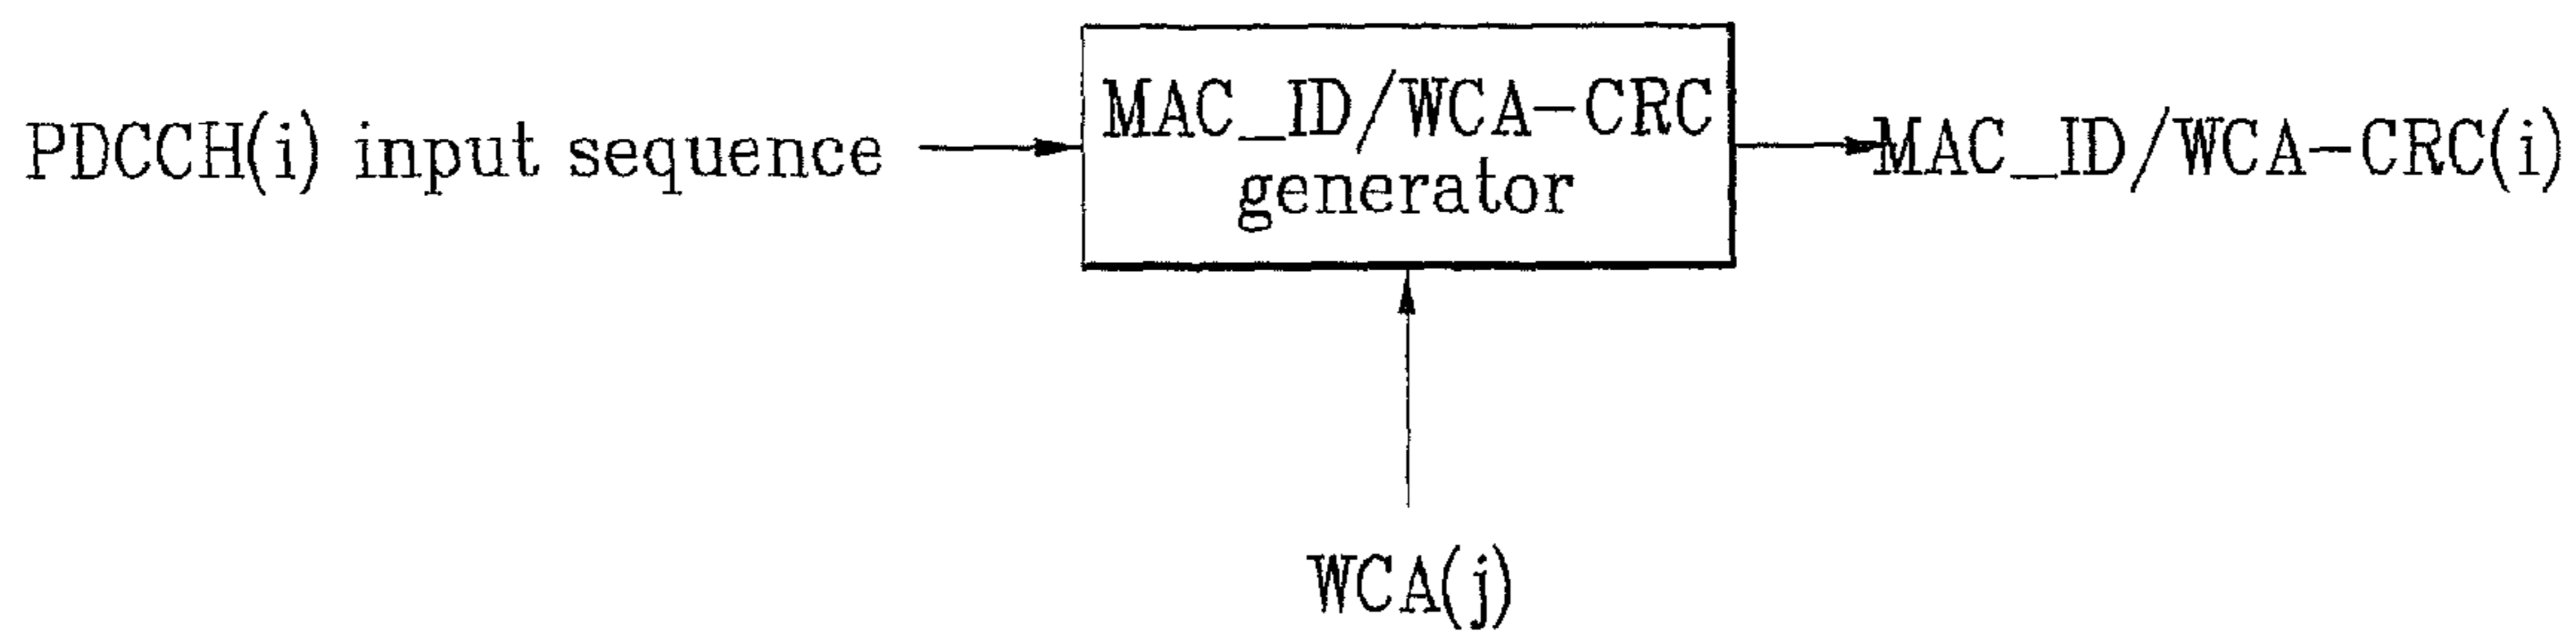 PDCCH(i) input sequence
MAC_ID/WCA-CRC
generator
MAC_ID/WCA-CRC(i)
WCA(j)